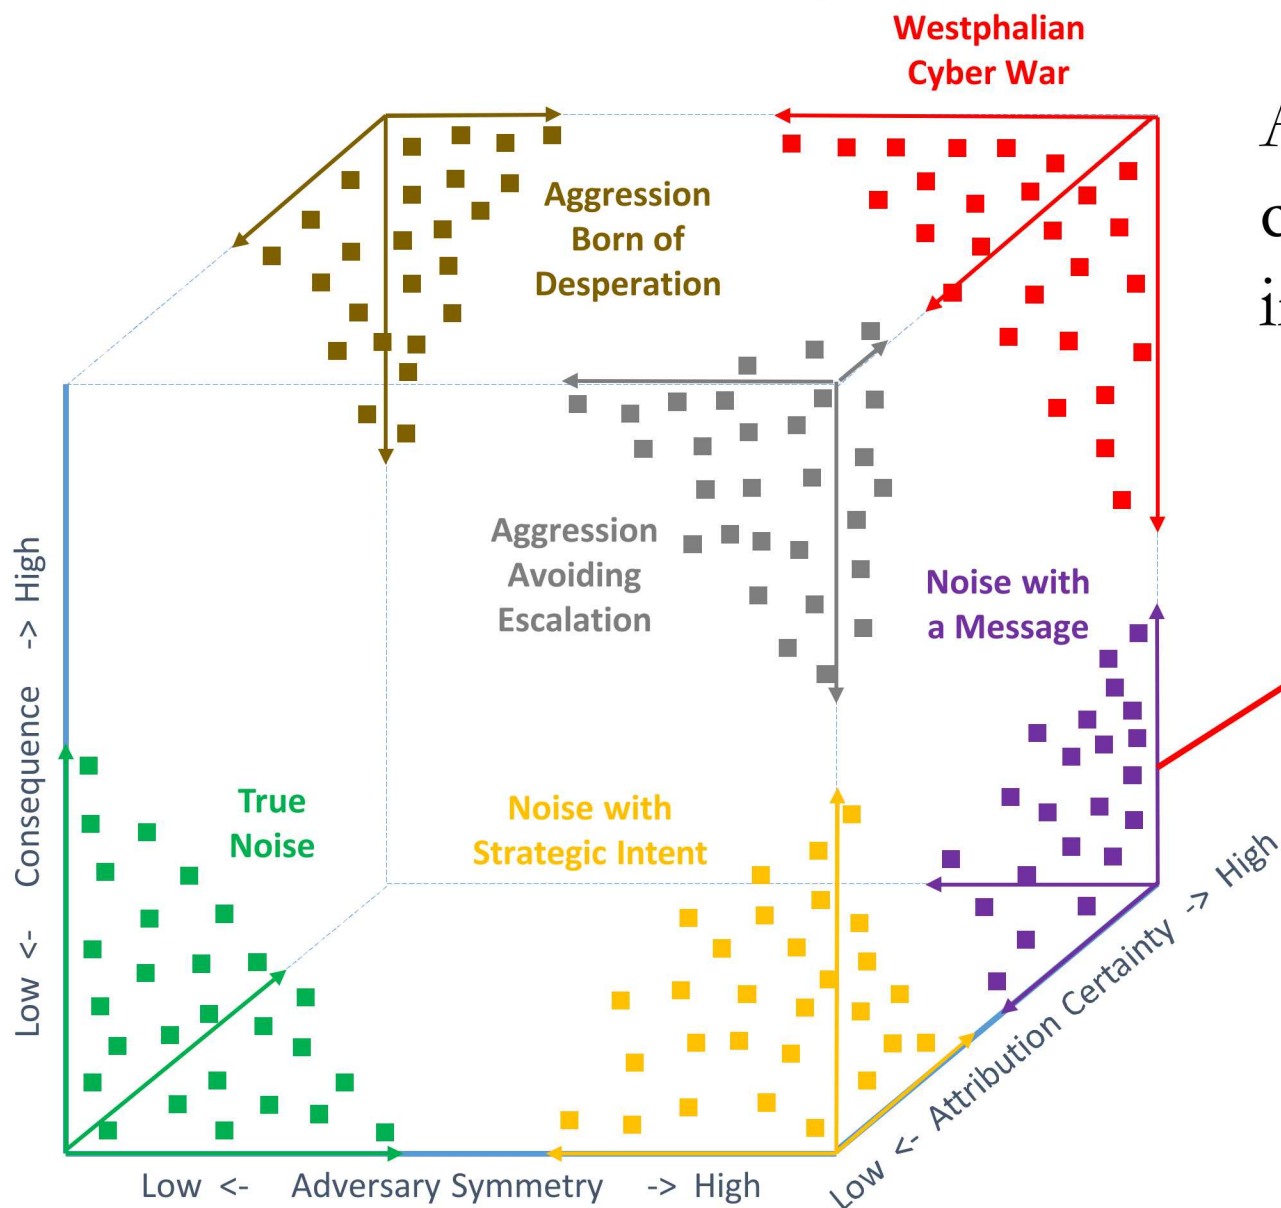 Westphalian
Cyber War
Aggression
Born of
Desperation
Aggression
Avoiding
Escalation
Noise with
a Message
True
Noise
Noise with
Strategic Intent
Low <- Consequence -> High
Low <- Adversary Symmetry -> High
Low <- Attribution Certainty -> High